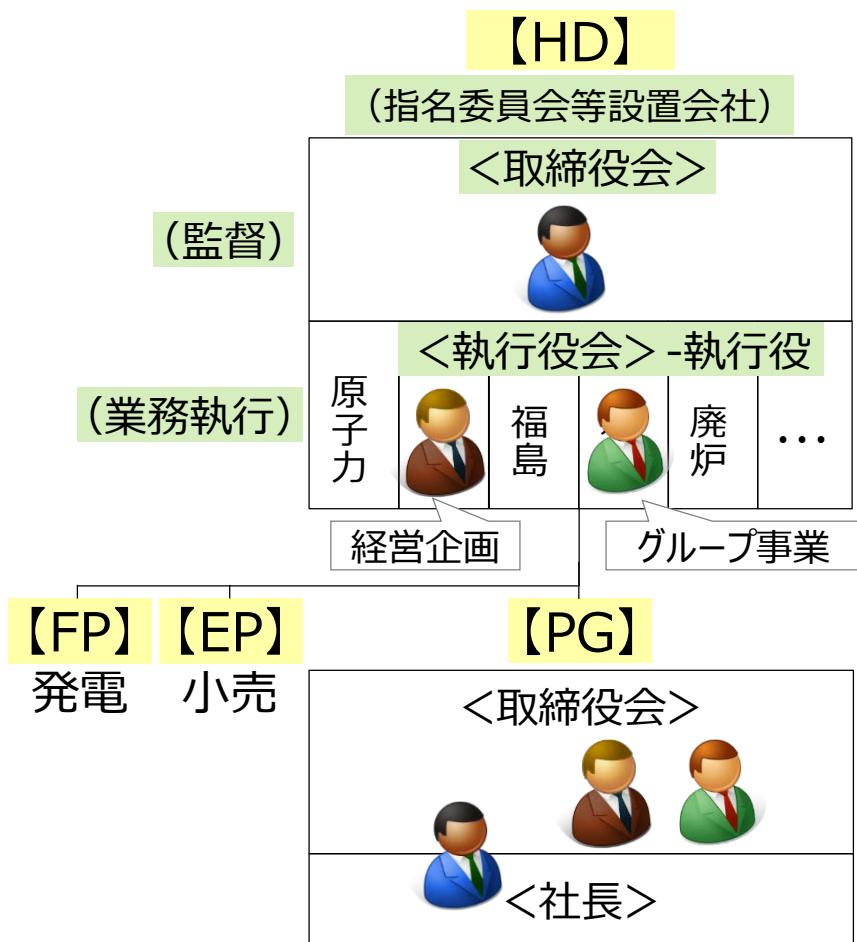 【HD】
（指名委員会等設置会社）
＜取締役会＞
（監督）
＜執行役会＞-執行役
（業務執行）
原子力
福島
廃炉
…
経営企画
グループ事業
【FP】
【EP】
【PG】
発電
小売
＜取締役会＞
＜社長＞